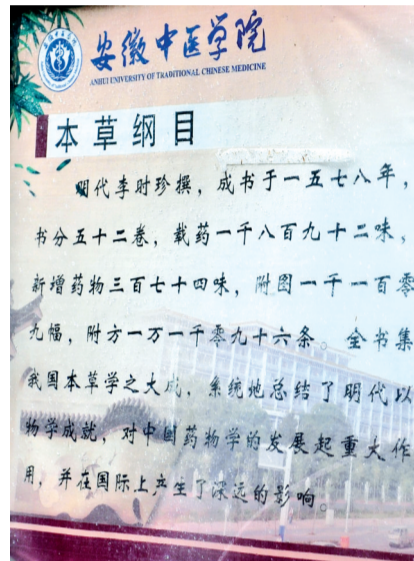 安徽中医学院
ANHUI UNIVERSITY OF TRADITIONAL CHINESE MEDICINE
本草纲目
明代李时珍撰，成书于一五七八年，
书分五十二卷，载药一千八百九十二味，
新增药物三百七十四味，附图一千一百零
九幅，附方一万一千零九十六条。全书集
我国本草学之大成，系统地总结了明代以
物学成就，对中国药物学的发展起重大作
用，并在国际上产生了深远的影响。